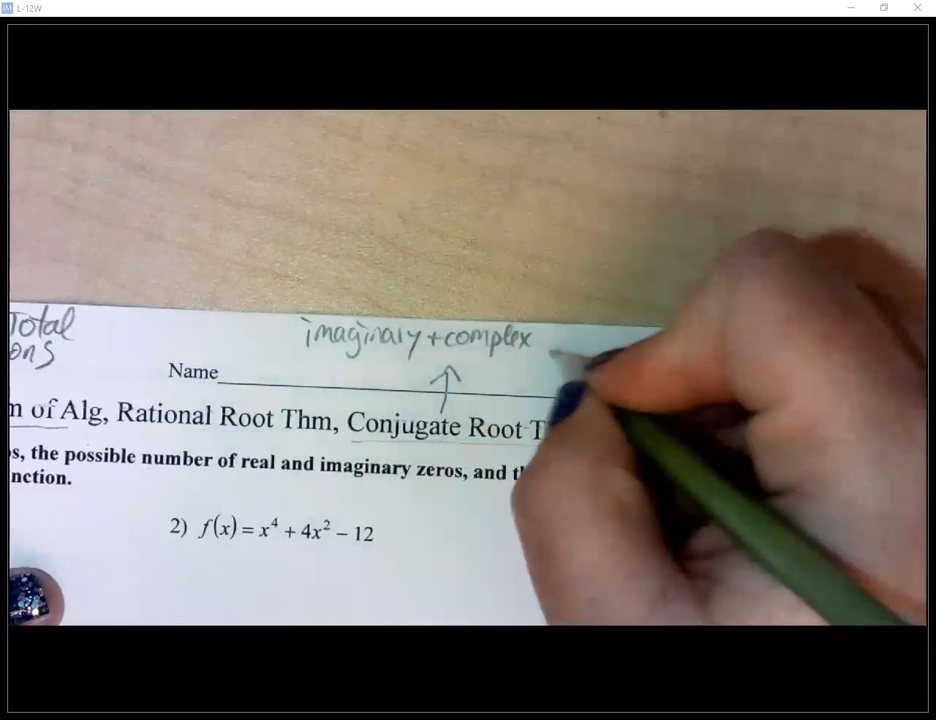 L-12W
Total
ons
imaginary + complex
Name
m of Alg, Rational Root Thm, Conjugate Root T
s, the possible number of real and imaginary zeros, and t
nction.
2) f(x) = x⁴ + 4x² − 12